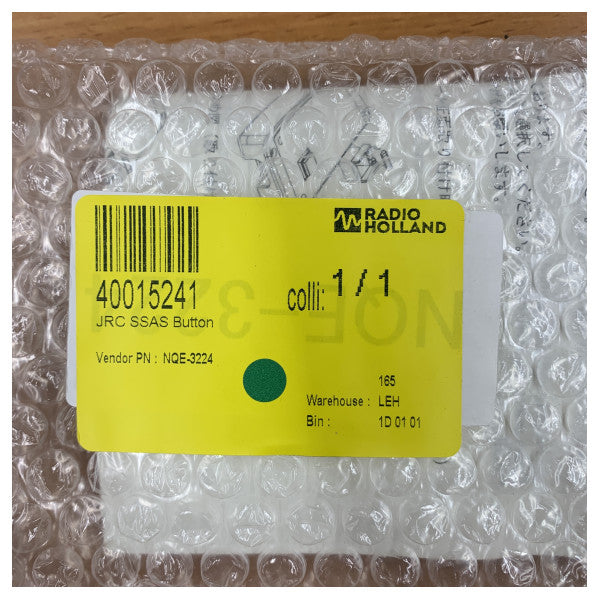 RADIO
HOLLAND
40015241
JRC SSAS Button
colli: 1 / 1
Vendor PN : NQE-3224
165
Warehouse : LEH
Bin : 1D 01 01